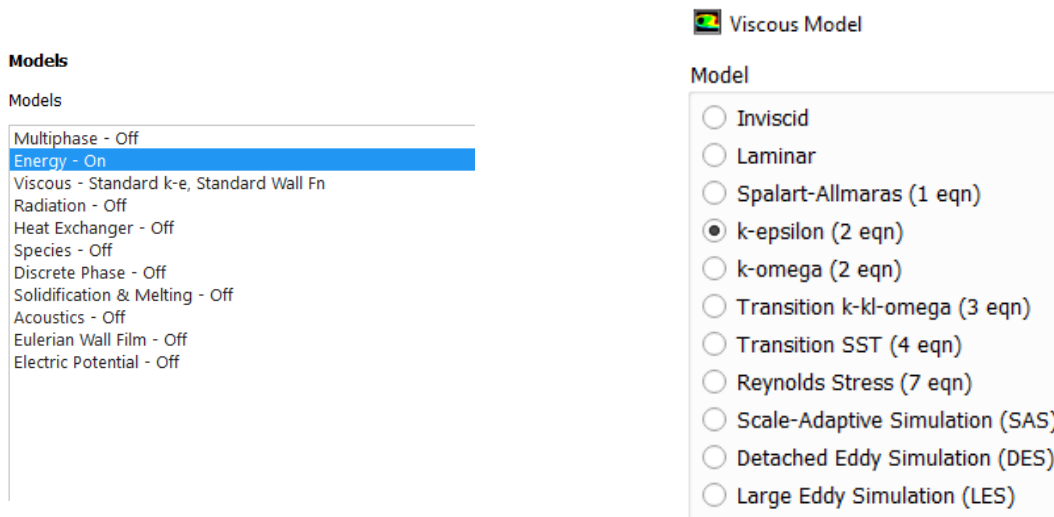 Models
Models
Multiphase - Off
Energy - On
Viscous - Standard k-e, Standard Wall Fn
Radiation - Off
Heat Exchanger - Off
Species - Off
Discrete Phase - Off
Solidification & Melting - Off
Acoustics - Off
Eulerian Wall Film - Off
Electric Potential - Off
Viscous Model
Model
Inviscid
Laminar
Spalart-Allmaras (1 eqn)
k-epsilon (2 eqn)
k-omega (2 eqn)
Transition k-kl-omega (3 eqn)
Transition SST (4 eqn)
Reynolds Stress (7 eqn)
Scale-Adaptive Simulation (SAS)
Detached Eddy Simulation (DES)
Large Eddy Simulation (LES)